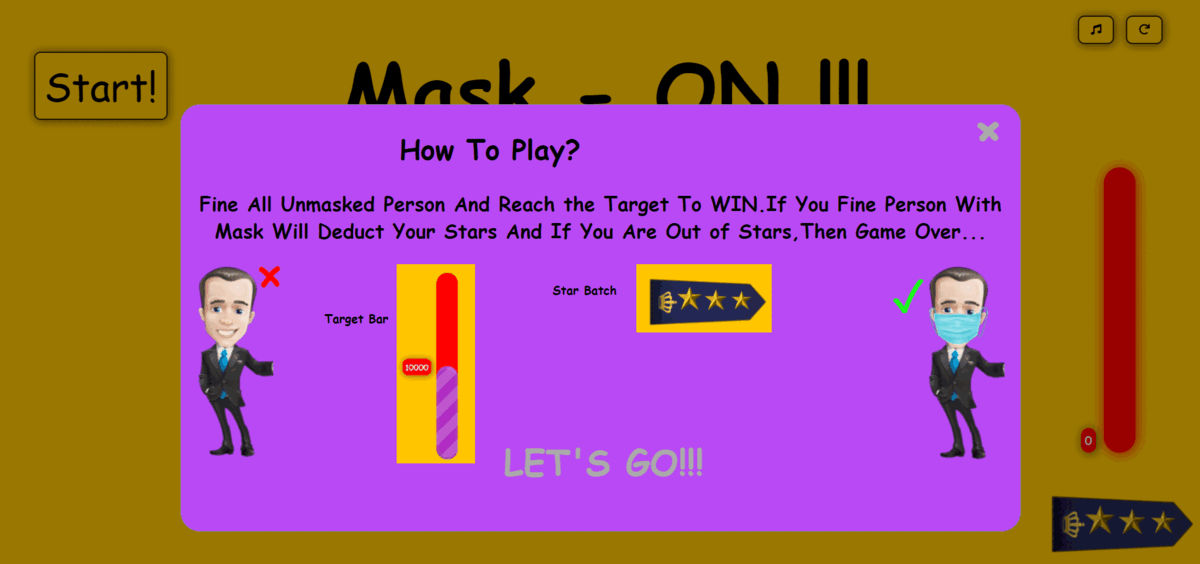 Start!
Mask - ON !!!
How To Play?
Fine All Unmasked Person And Reach the Target To WIN.If You Fine Person With
Mask Will Deduct Your Stars And If You Are Out of Stars,Then Game Over...
Star Batch
Target Bar
10000
0
LET'S GO!!!